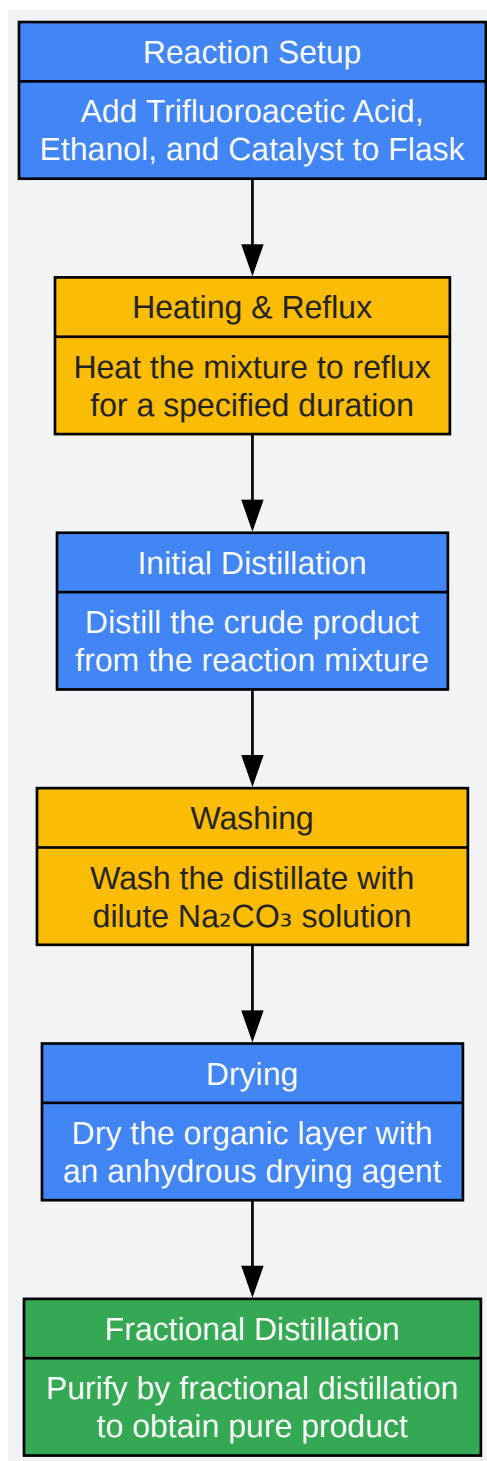 Reaction Setup
Add Trifluoroacetic Acid,
Ethanol, and Catalyst to Flask
Heating & Reflux
Heat the mixture to reflux
for a specified duration
Initial Distillation
Distill the crude product
from the reaction mixture
Washing
Wash the distillate with
dilute Na₂CO₃ solution
Drying
Dry the organic layer with
an anhydrous drying agent
Fractional Distillation
Purify by fractional distillation
to obtain pure product